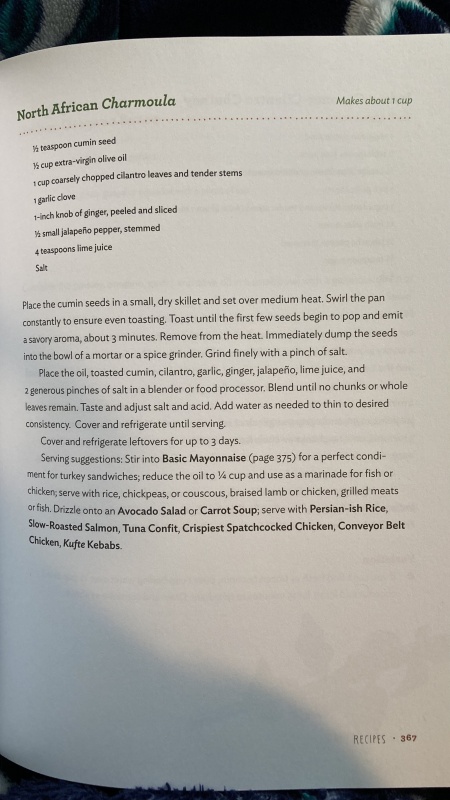 North African Charmoula
Makes about 1 cup
½ teaspoon cumin seed
½ cup extra-virgin olive oil
1 cup coarsely chopped cilantro leaves and tender stems
1 garlic clove
1-inch knob of ginger, peeled and sliced
½ small jalapeño pepper, stemmed
4 teaspoons lime juice
Salt
Place the cumin seeds in a small, dry skillet and set over medium heat. Swirl the pan
constantly to ensure even toasting. Toast until the first few seeds begin to pop and emit
a savory aroma, about 3 minutes. Remove from the heat. Immediately dump the seeds
into the bowl of a mortar or a spice grinder. Grind finely with a pinch of salt.
Place the oil, toasted cumin, cilantro, garlic, ginger, jalapeño, lime juice, and
2 generous pinches of salt in a blender or food processor. Blend until no chunks or whole
leaves remain. Taste and adjust salt and acid. Add water as needed to thin to desired
consistency. Cover and refrigerate until serving.
Cover and refrigerate leftovers for up to 3 days.
Serving suggestions: Stir into Basic Mayonnaise (page 375) for a perfect condi-
ment for turkey sandwiches; reduce the oil to ¼ cup and use as a marinade for fish or
chicken; serve with rice, chickpeas, or couscous, braised lamb or chicken, grilled meats
or fish. Drizzle onto an Avocado Salad or Carrot Soup; serve with Persian-ish Rice,
Slow-Roasted Salmon, Tuna Confit, Crispiest Spatchcocked Chicken, Conveyor Belt
Chicken, Kufte Kebabs.
RECIPES · 367